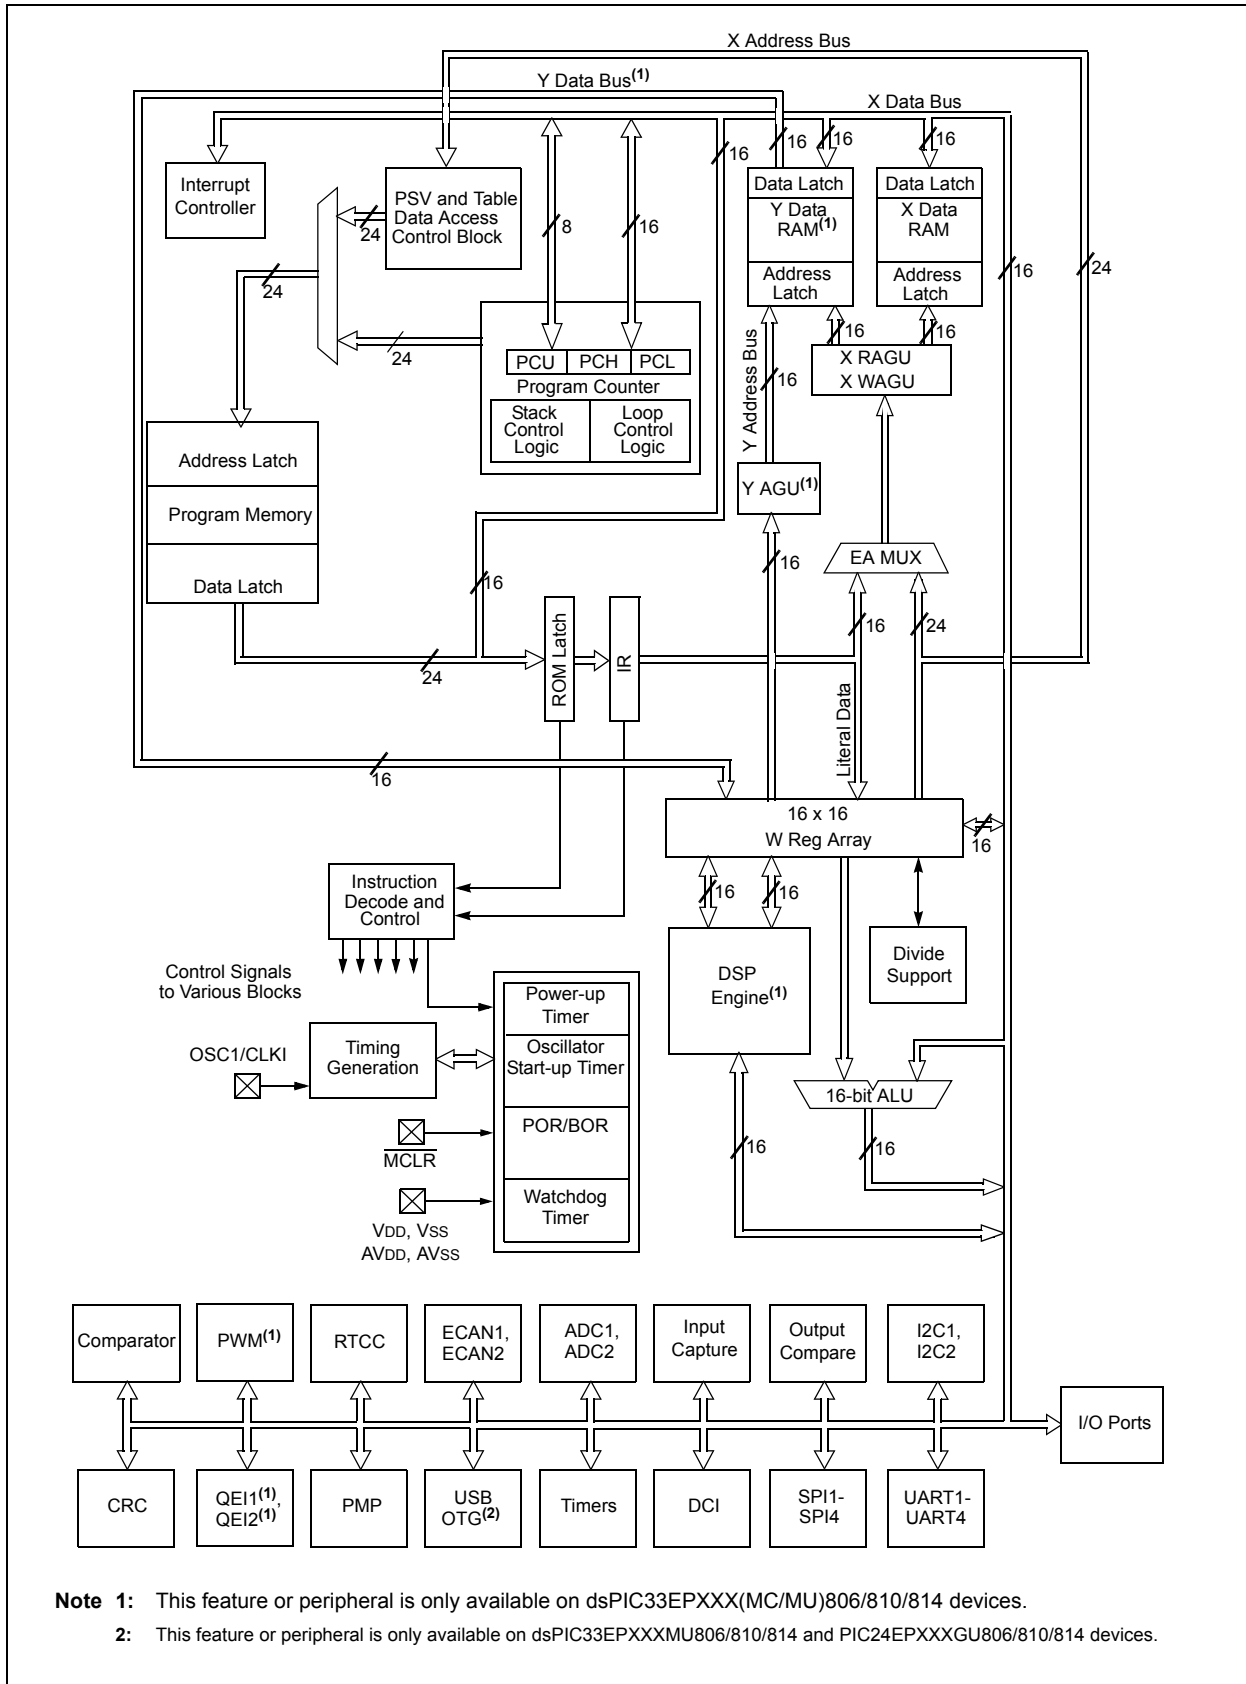 X Address Bus
Y Data Bus(1)
X Data Bus
16
16
16
16
Interrupt
Controller
PSV and Table
Data Access
Control Block
24
8
16
Data Latch
Y Data
RAM(1)
Address
Latch
Data Latch
X Data
RAM
Address
Latch
16
24
24
24
16
16
PCU
PCH
PCL
Program Counter
Stack
Control
Logic
Loop
Control
Logic
X RAGU
X WAGU
Y Address Bus
16
Address Latch
Program Memory
Data Latch
Y AGU(1)
16
EA MUX
16
16
24
24
ROM Latch
IR
Literal Data
16
16 x 16
W Reg Array
16
Instruction
Decode and
Control
16
16
Control Signals
to Various Blocks
DSP
Engine(1)
Divide
Support
Power-up
Timer
OSC1/CLKI
Timing
Generation
Oscillator
Start-up Timer
16-bit ALU
POR/BOR
MCLR
16
16
Watchdog
Timer
VDD, VSS
AVDD, AVSS
Comparator
PWM(1)
RTCC
ECAN1,
ECAN2
ADC1,
ADC2
Input
Capture
Output
Compare
I2C1,
I2C2
I/O Ports
CRC
QEI1(1),
QEI2(1)
PMP
USB
OTG(2)
Timers
DCI
SPI1-
SPI4
UART1-
UART4
Note 1: This feature or peripheral is only available on dsPIC33EPXXX(MC/MU)806/810/814 devices.
2: This feature or peripheral is only available on dsPIC33EPXXXMU806/810/814 and PIC24EPXXXGU806/810/814 devices.